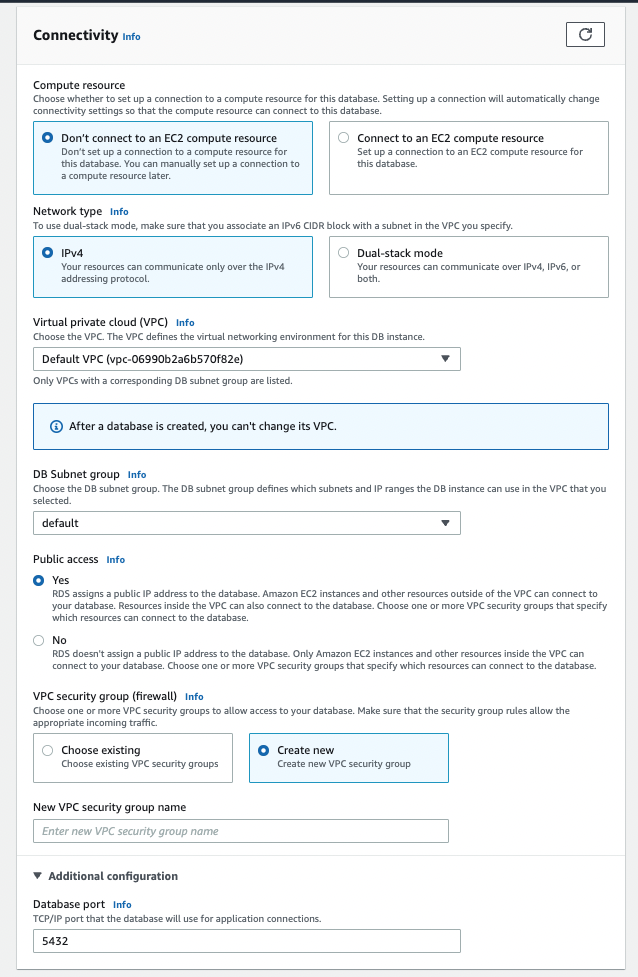 Connectivity Info
Compute resource
Choose whether to set up a connection to a compute resource for this database. Setting up a connection will automatically change
connectivity settings so that the compute resource can connect to this database.
Don't connect to an EC2 compute resource
Don't set up a connection to a compute resource for
this database. You can manually set up a connection to
a compute resource later.
Connect to an EC2 compute resource
Set up a connection to an EC2 compute resource for
this database.
Network type Info
To use dual-stack mode, make sure that you associate an IPv6 CIDR block with a subnet in the VPC you specify.
IPv4
Your resources can communicate only over the IPv4
addressing protocol.
Dual-stack mode
Your resources can communicate over IPv4, IPv6, or
both.
Virtual private cloud (VPC) Info
Choose the VPC. The VPC defines the virtual networking environment for this DB instance.
Default VPC (vpc-06990b2a6b570f82e)
Only VPCs with a corresponding DB subnet group are listed.
After a database is created, you can't change its VPC.
DB Subnet group Info
Choose the DB subnet group. The DB subnet group defines which subnets and IP ranges the DB instance can use in the VPC that you
selected.
default
Public access Info
Yes
RDS assigns a public IP address to the database. Amazon EC2 instances and other resources outside of the VPC can connect to
your database. Resources inside the VPC can also connect to the database. Choose one or more VPC security groups that specify
which resources can connect to the database.
No
RDS doesn't assign a public IP address to the database. Only Amazon EC2 instances and other resources inside the VPC can
connect to your database. Choose one or more VPC security groups that specify which resources can connect to the database.
VPC security group (firewall) Info
Choose one or more VPC security groups to allow access to your database. Make sure that the security group rules allow the
appropriate incoming traffic.
Choose existing
Choose existing VPC security groups
Create new
Create new VPC security group
New VPC security group name
Enter new VPC security group name
Additional configuration
Database port Info
TCP/IP port that the database will use for application connections.
5432